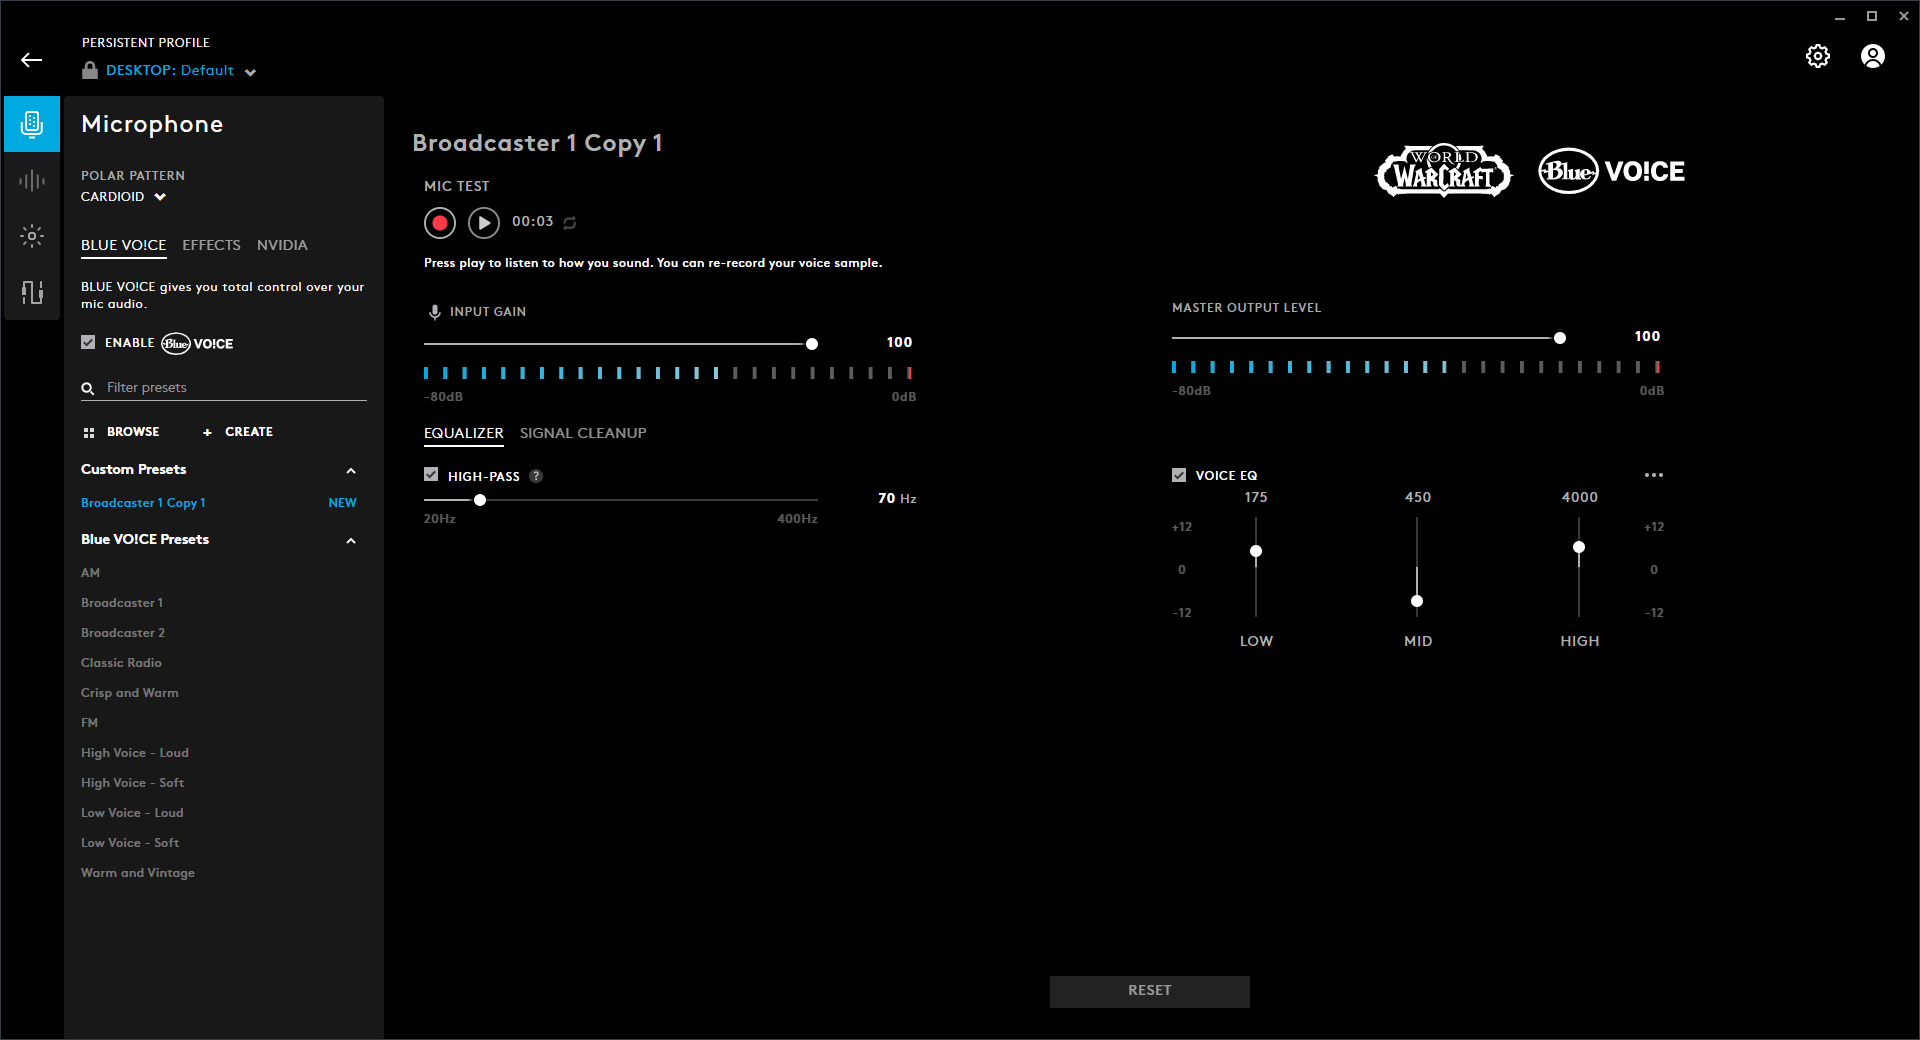 PERSISTENT PROFILE
DESKTOP: Default
Microphone
POLAR PATTERN
CARDIOID
BLUE VO!CE EFFECTS NVIDIA
BLUE VO!CE gives you total control over your
mic audio.
ENABLE Blue VO!CE
Filter presets
BROWSE + CREATE
Custom Presets
Broadcaster 1 Copy 1 NEW
Blue VO!CE Presets
AM
Broadcaster 1
Broadcaster 2
Classic Radio
Crisp and Warm
FM
High Voice - Loud
High Voice - Soft
Low Voice - Loud
Low Voice - Soft
Warm and Vintage
Broadcaster 1 Copy 1
WORLD
OF
WARCRAFT
Blue VO!CE
MIC TEST
00:03
Press play to listen to how you sound. You can re-record your voice sample.
INPUT GAIN
100
-80dB 0dB
MASTER OUTPUT LEVEL
100
-80dB 0dB
EQUALIZER SIGNAL CLEANUP
HIGH-PASS ?
70 Hz
20Hz 400Hz
VOICE EQ
175 450 4000
+12 +12
0 0
-12 -12
LOW MID HIGH
RESET